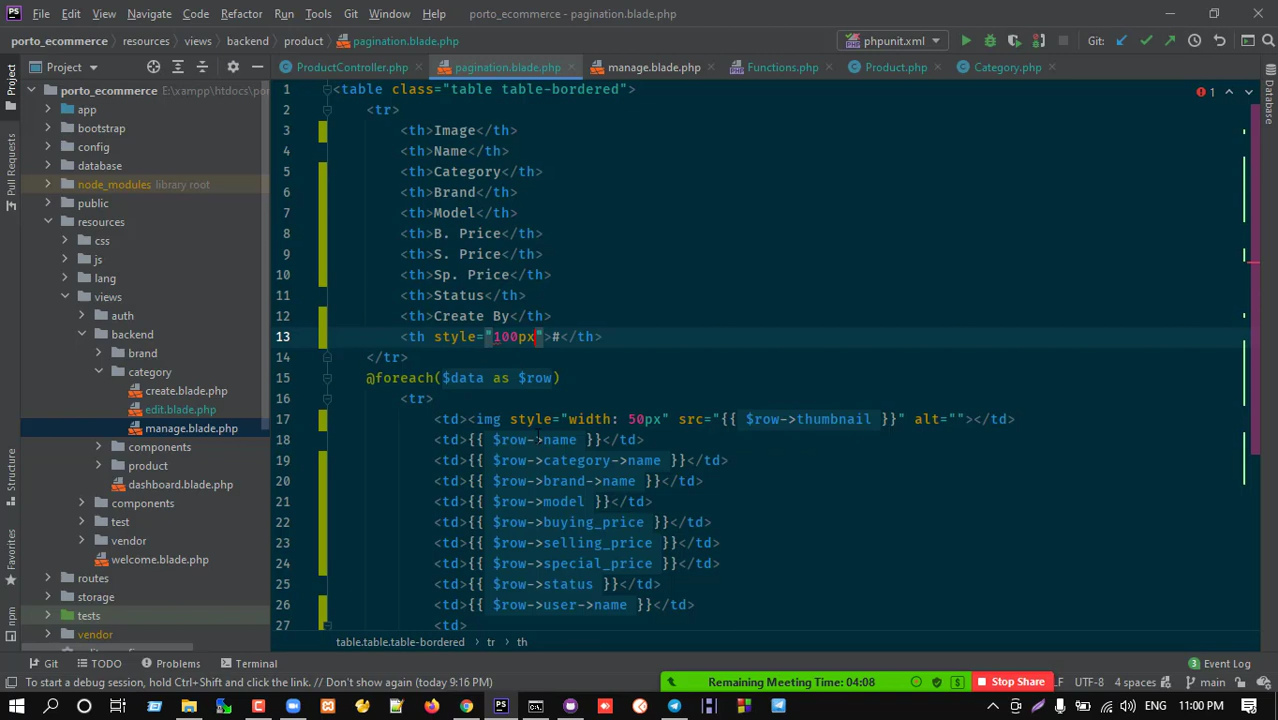 File Edit View Navigate Code Refactor Run Tools Git Window Help porto_ecommerce - pagination.blade.php
porto_ecommerce resources views backend product pagination.blade.php phpunit.xml Git:
Project ProductController.php pagination.blade.php manage.blade.php Functions.php Product.php Category.php
Project
Pull Requests
Structure
Favorites
npm
Database
porto_ecommerce E:\xampp\htdocs\por
app
bootstrap
config
database
node_modules library root
public
resources
css
js
lang
views
auth
backend
brand
category
create.blade.php
edit.blade.php
manage.blade.php
components
product
dashboard.blade.php
components
test
vendor
welcome.blade.php
routes
storage
tests
vendor
1
1 <table class="table table-bordered">
2 <tr>
3 <th>Image</th>
4 <th>Name</th>
5 <th>Category</th>
6 <th>Brand</th>
7 <th>Model</th>
8 <th>B. Price</th>
9 <th>S. Price</th>
10 <th>Sp. Price</th>
11 <th>Status</th>
12 <th>Create By</th>
13 <th style="100px">#</th>
14 </tr>
15 @foreach($data as $row)
16 <tr>
17 <td><img style="width: 50px" src="{{ $row->thumbnail }}" alt=""></td>
18 <td>{{ $row->name }}</td>
19 <td>{{ $row->category->name }}</td>
20 <td>{{ $row->brand->name }}</td>
21 <td>{{ $row->model }}</td>
22 <td>{{ $row->buying_price }}</td>
23 <td>{{ $row->selling_price }}</td>
24 <td>{{ $row->special_price }}</td>
25 <td>{{ $row->status }}</td>
26 <td>{{ $row->user->name }}</td>
27 <td>
table.table.table-bordered tr th
Git TODO Problems Terminal 3 Event Log
To start a debug session, hold Ctrl+Shift and click the link. // Don't show again (today 9:16 PM) Remaining Meeting Time: 04:08 Stop Share LF UTF-8 4 spaces main
11:00 PM